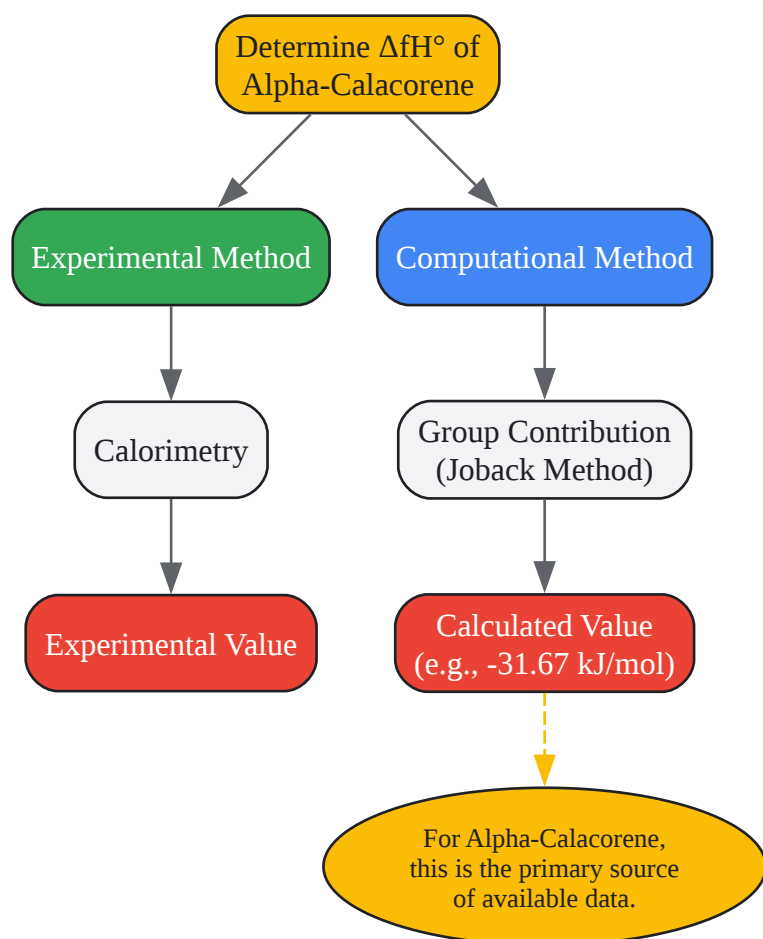 Determine ΔfH° of
Alpha-Calacorene
Experimental Method
Computational Method
Calorimetry
Group Contribution
(Joback Method)
Experimental Value
Calculated Value
(e.g., -31.67 kJ/mol)
For Alpha-Calacorene,
this is the primary source
of available data.